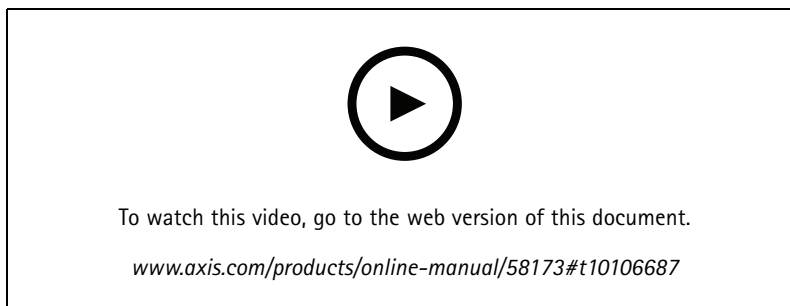 To watch this video, go to the web version of this document.
www.axis.com/products/online-manual/58173#t10106687